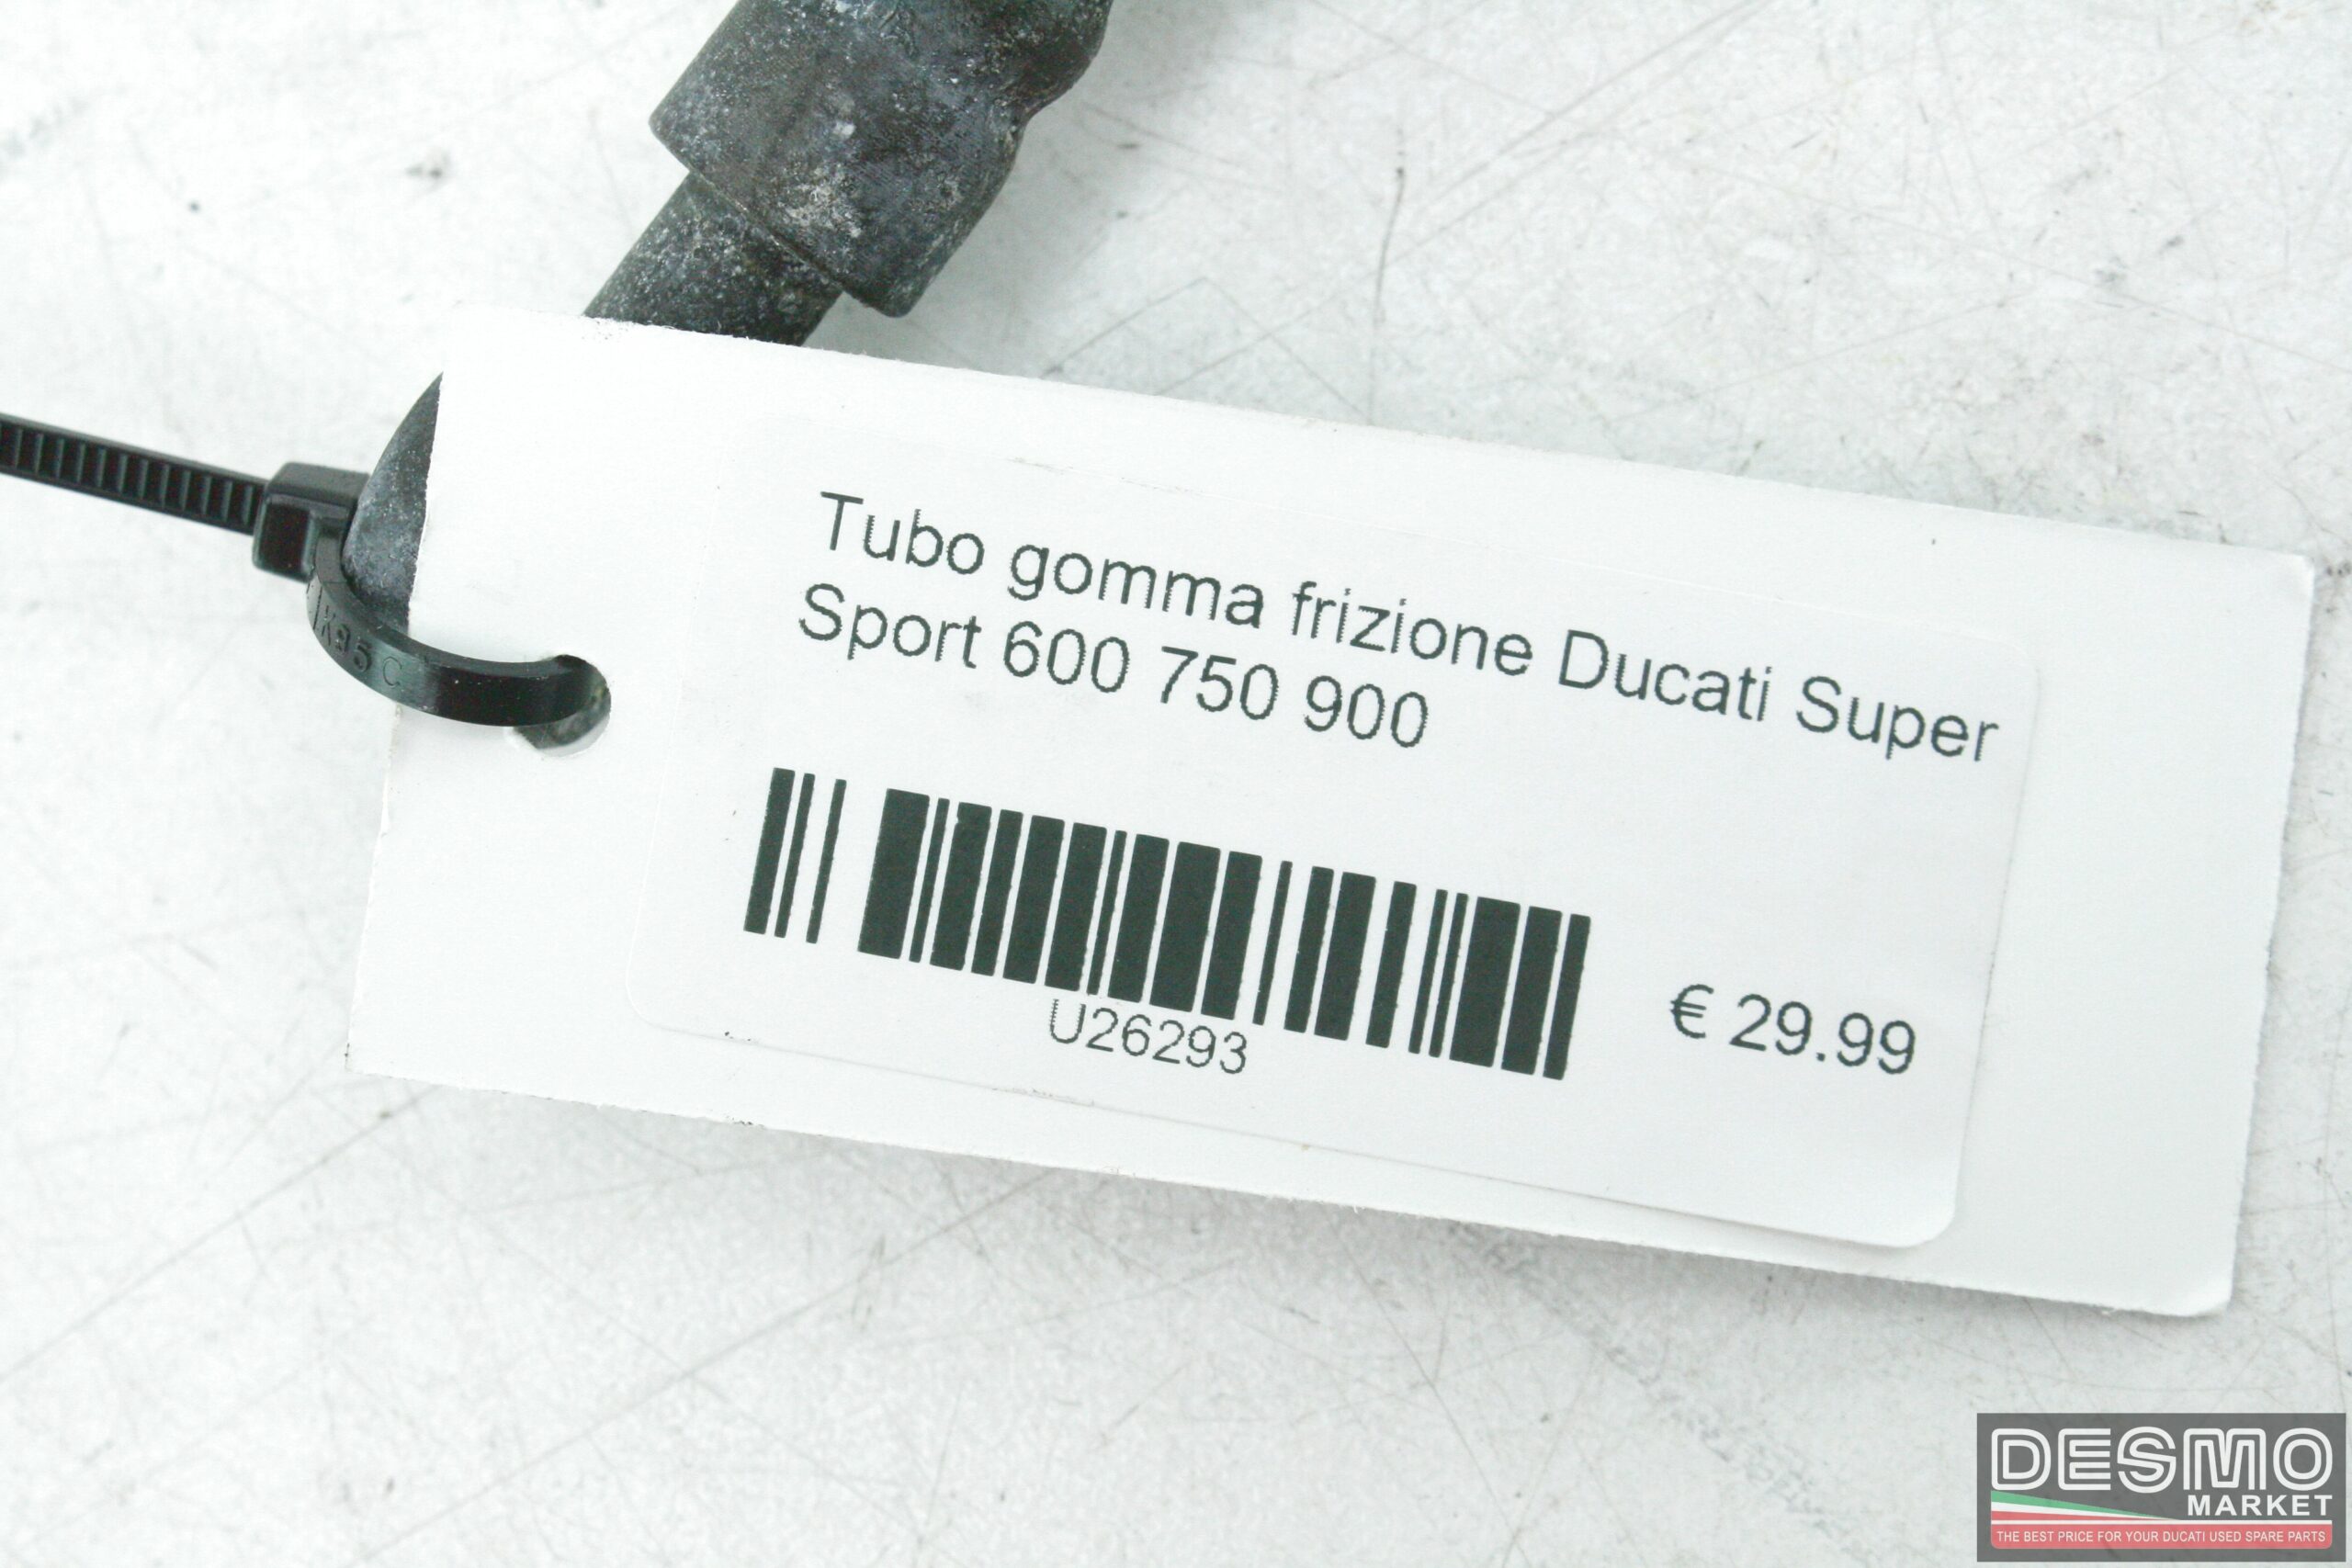 Tubo gomma frizione Ducati Super
Sport 600 750 900
U26293
€ 29.99
K95 C
DESMO
MARKET
THE BEST PRICE FOR YOUR DUCATI USED SPARE PARTS